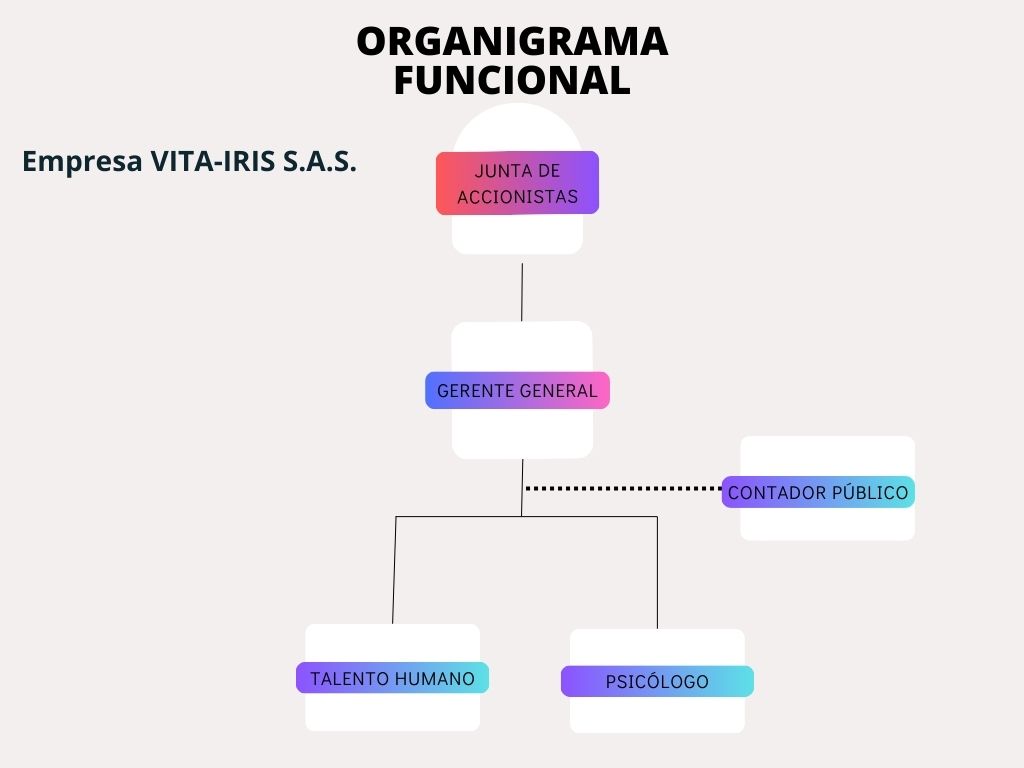 ORGANIGRAMA
FUNCIONAL
Empresa VITA-IRIS S.A.S.
JUNTA DE
ACCIONISTAS
GERENTE GENERAL
CONTADOR PÚBLICO
TALENTO HUMANO
PSICÓLOGO